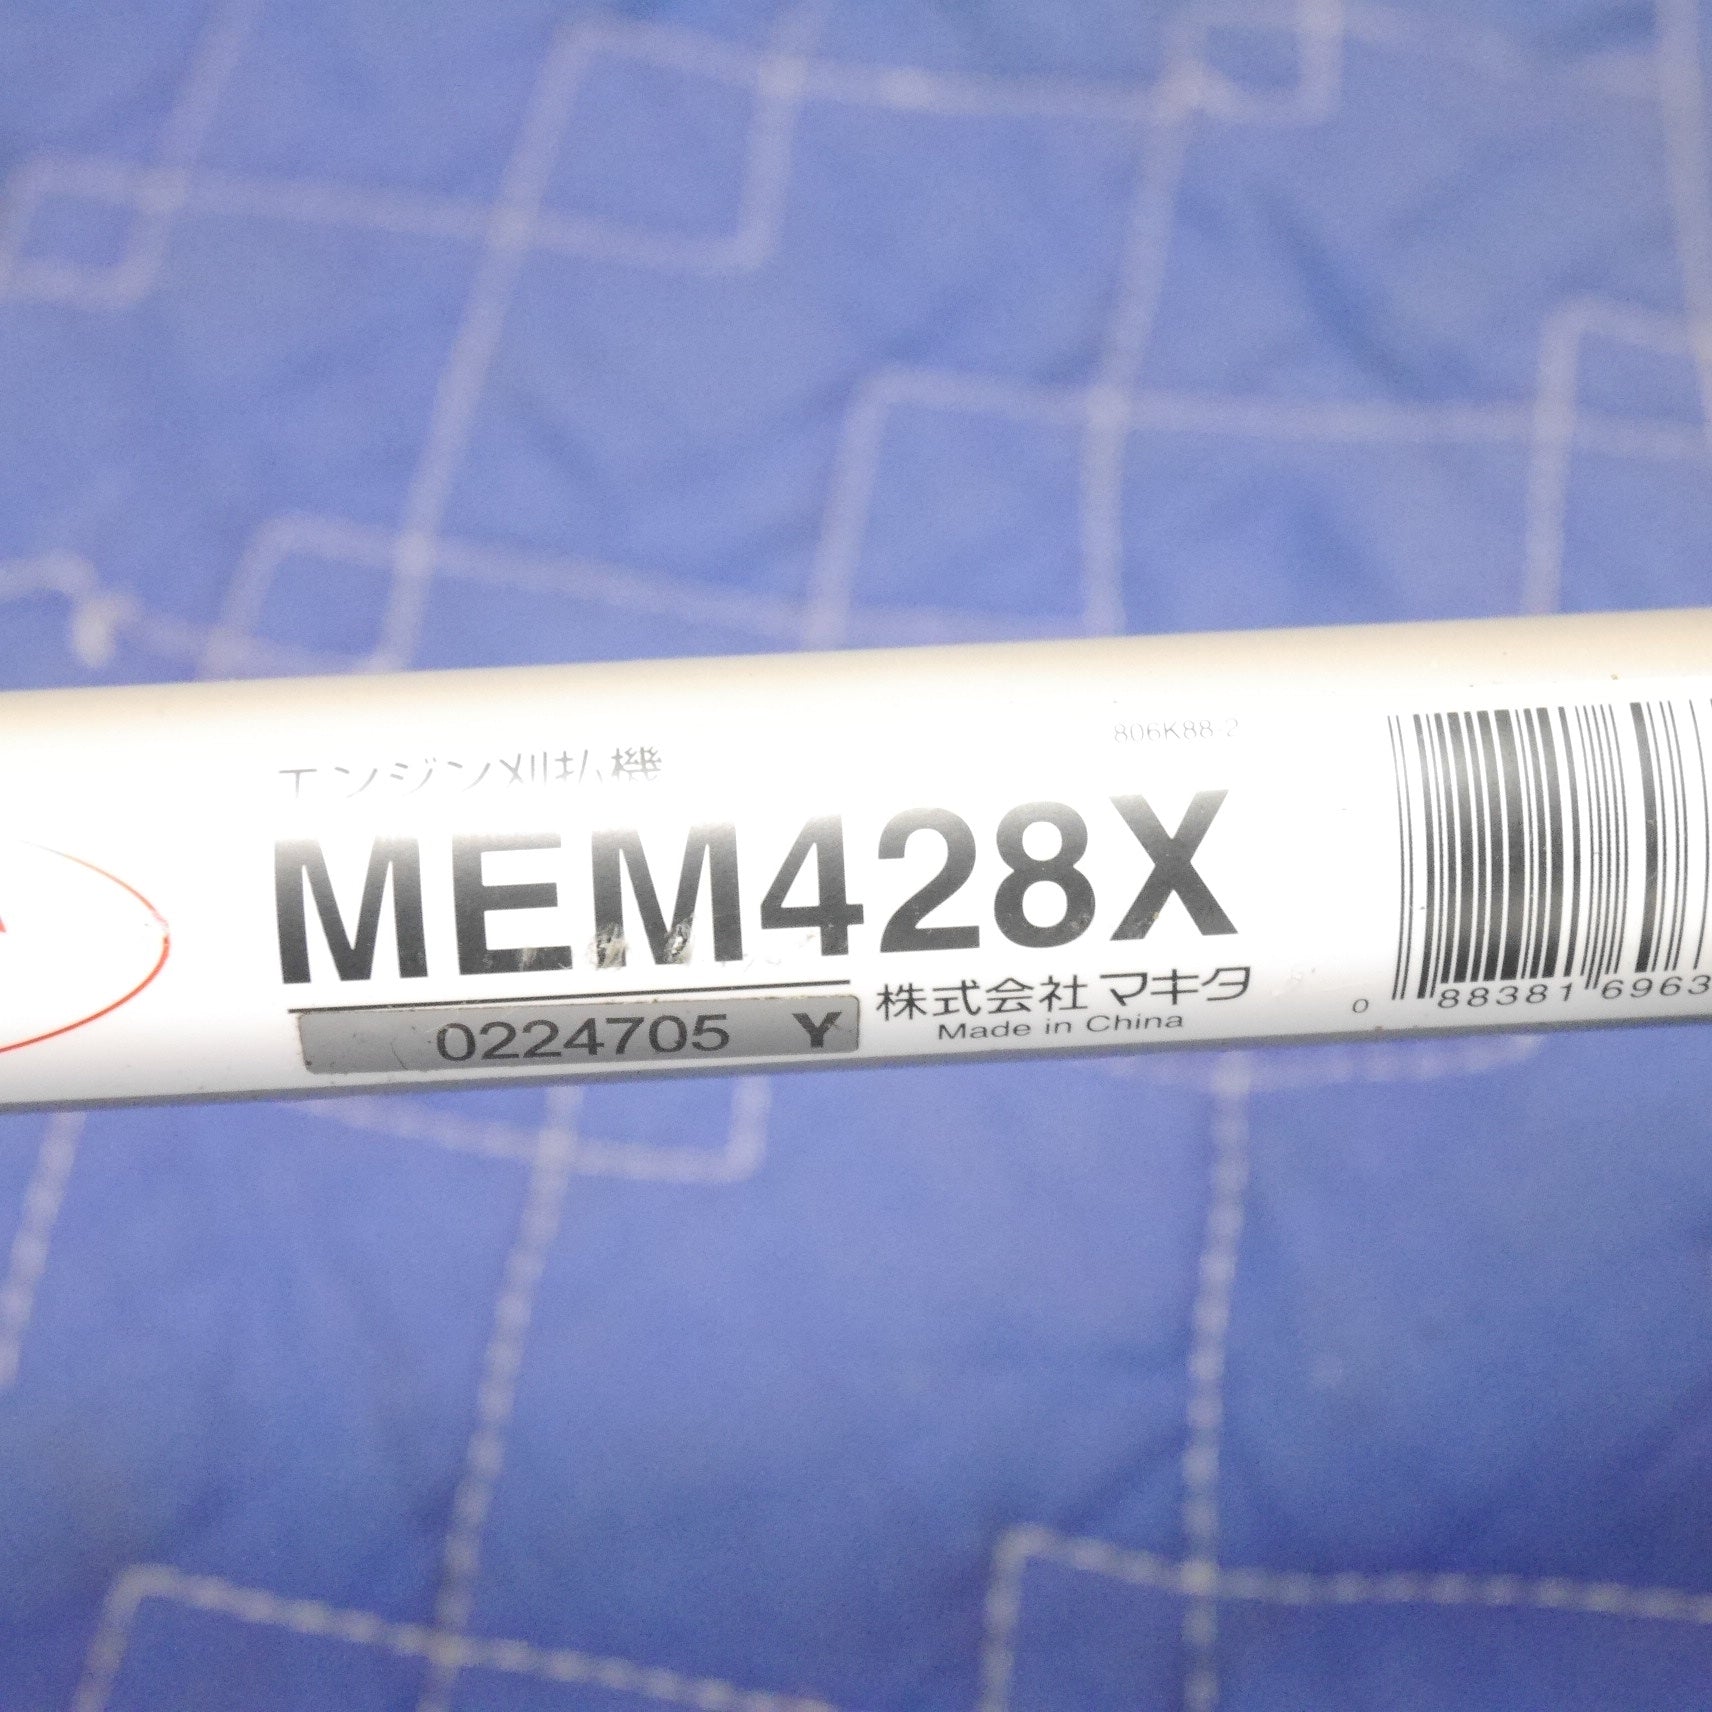 エンジン刈払機
806K88-2
MEM428X
0224705 Y
株式会社マキタ
Made in China
0 88381 6963